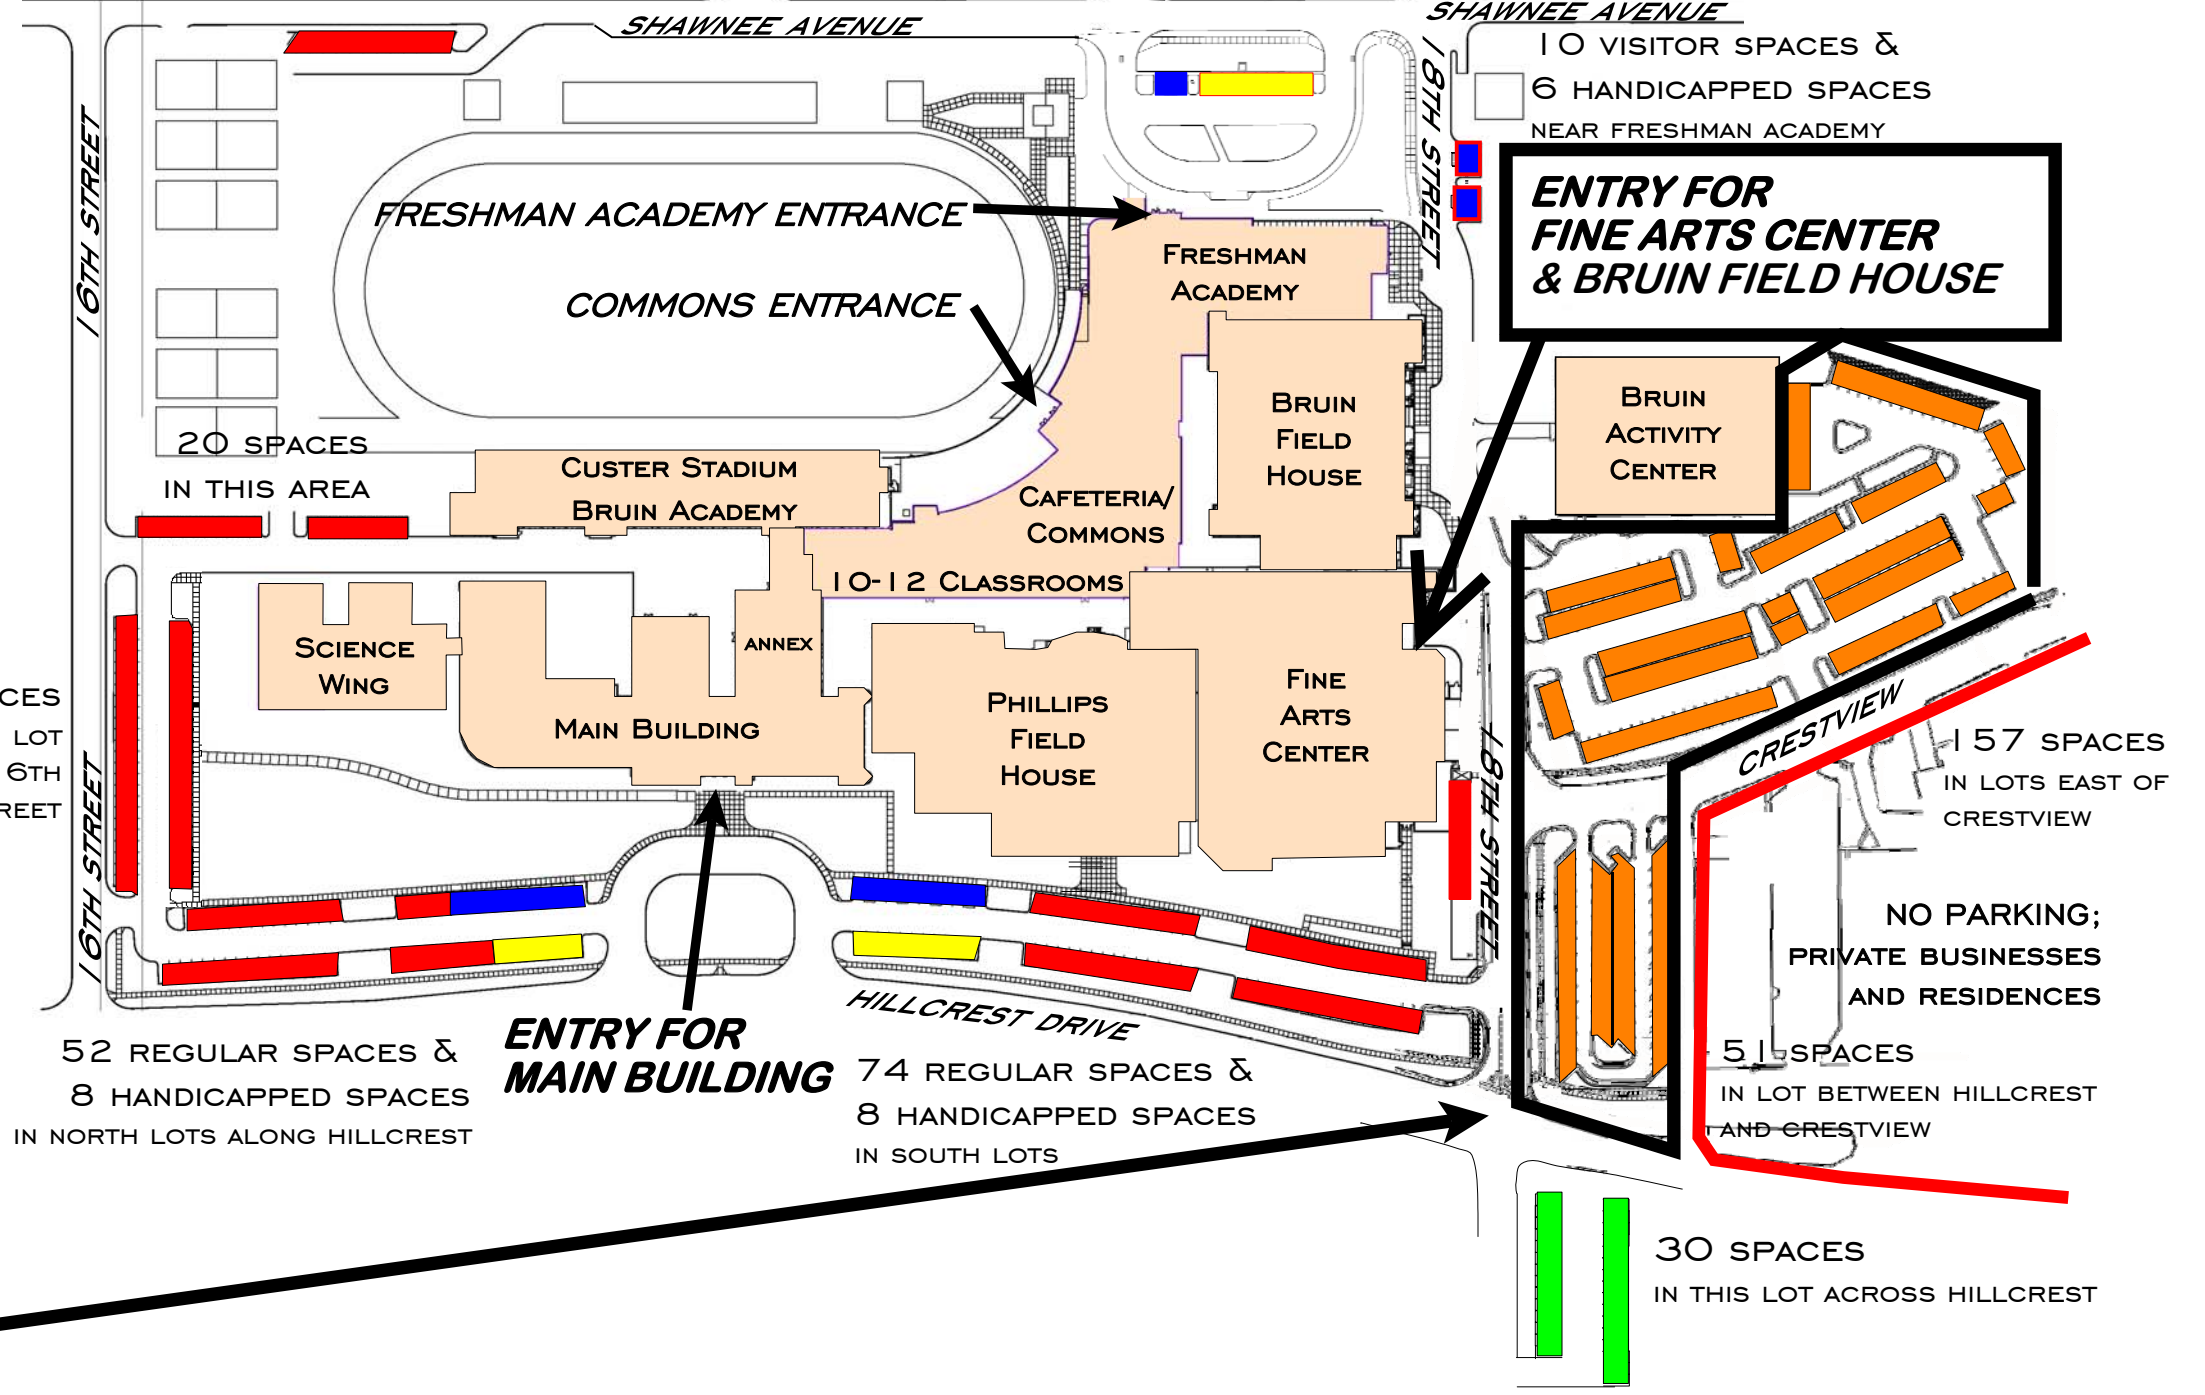 SHAWNEE AVENUE
SHAWNEE AVENUE
10 VISITOR SPACES &
6 HANDICAPPED SPACES
NEAR FRESHMAN ACADEMY
16TH STREET
18TH STREET
ENTRY FOR
FINE ARTS CENTER
& BRUIN FIELD HOUSE
FRESHMAN ACADEMY ENTRANCE
COMMONS ENTRANCE
FRESHMAN
ACADEMY
BRUIN
FIELD
HOUSE
BRUIN
ACTIVITY
CENTER
20 SPACES
IN THIS AREA
CUSTER STADIUM
BRUIN ACADEMY
CAFETERIA/
COMMONS
10-12 CLASSROOMS
SCIENCE
WING
ANNEX
MAIN BUILDING
PHILLIPS
FIELD
HOUSE
FINE
ARTS
CENTER
CES
LOT
6TH
REET
16TH STREET
18TH STREET
CRESTVIEW
157 SPACES
IN LOTS EAST OF
CRESTVIEW
NO PARKING;
PRIVATE BUSINESSES
AND RESIDENCES
HILLCREST DRIVE
ENTRY FOR
MAIN BUILDING
52 REGULAR SPACES &
8 HANDICAPPED SPACES
IN NORTH LOTS ALONG HILLCREST
74 REGULAR SPACES &
8 HANDICAPPED SPACES
IN SOUTH LOTS
51 SPACES
IN LOT BETWEEN HILLCREST
AND CRESTVIEW
30 SPACES
IN THIS LOT ACROSS HILLCREST